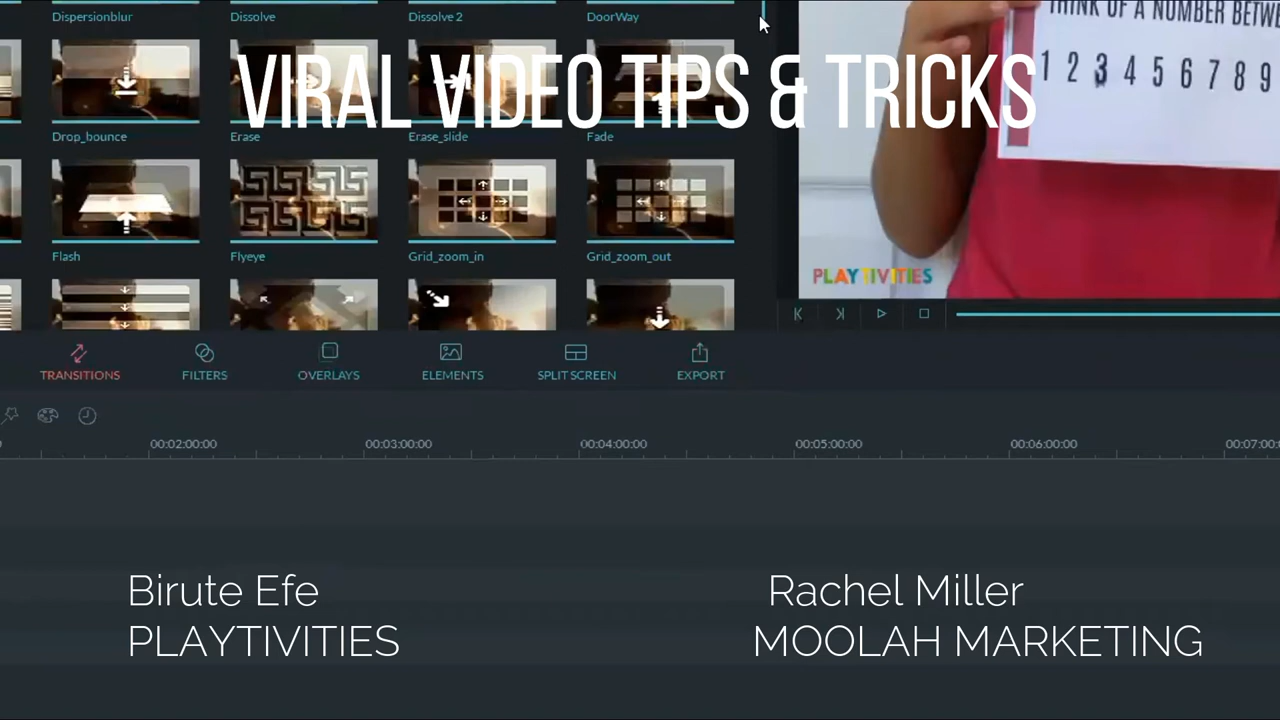 Dispersionblur Dissolve Dissolve 2 DoorWay
THINK OF A NUMBER BETWE
VIRAL VIDEO TIPS & TRICKS
1 2 3 4 5 6 7 8 9
Drop_bounce Erase Erase_slide Fade
Flash Flyeye Grid_zoom_in Grid_zoom_out
PLAYTIVITIES
TRANSITIONS FILTERS OVERLAYS ELEMENTS SPLIT SCREEN EXPORT
00:02:00:00 00:03:00:00 00:04:00:00 00:05:00:00 00:06:00:00 00:07:00:
Birute Efe
PLAYTIVITIES
Rachel Miller
MOOLAH MARKETING